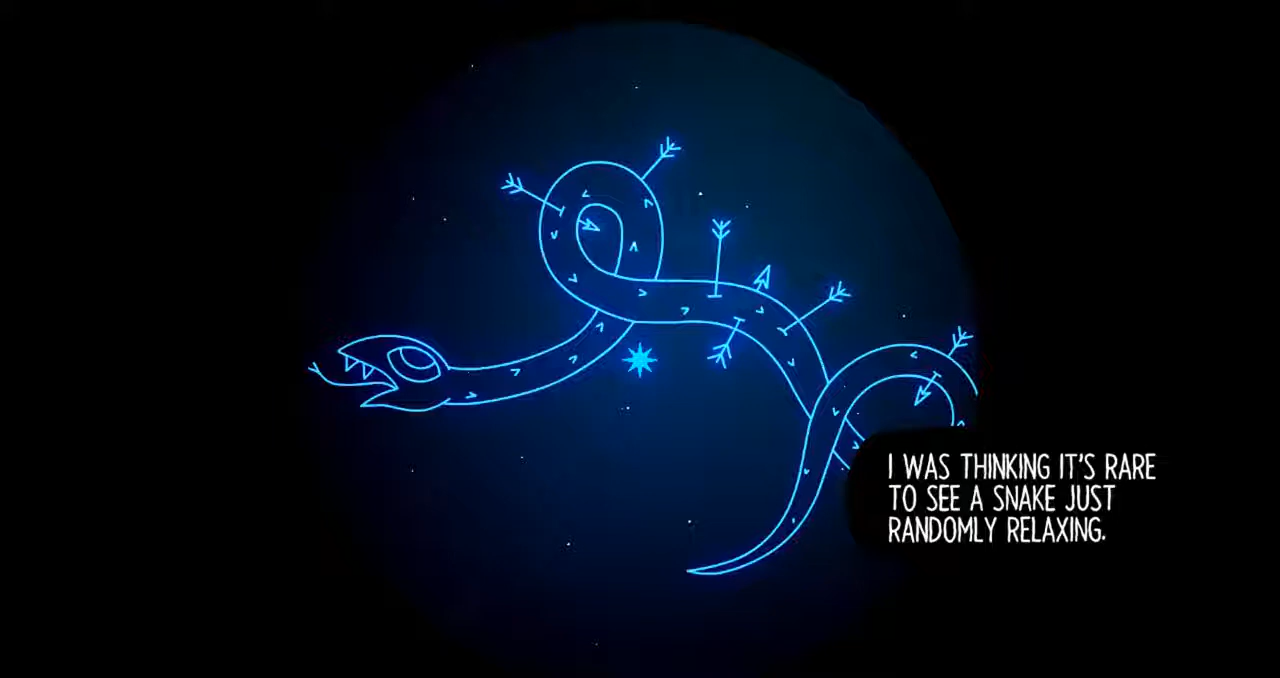 I WAS THINKING IT'S RARE
TO SEE A SNAKE JUST
RANDOMLY RELAXING.